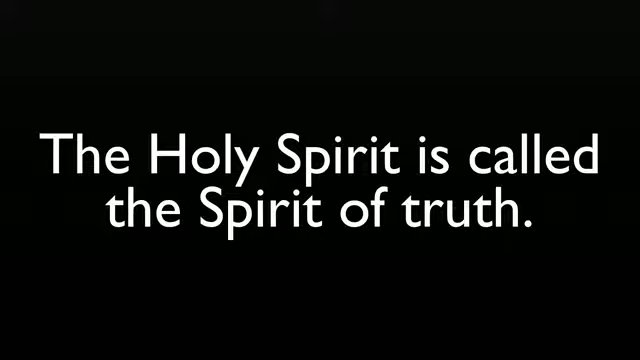 The Holy Spirit is called
the Spirit of truth.